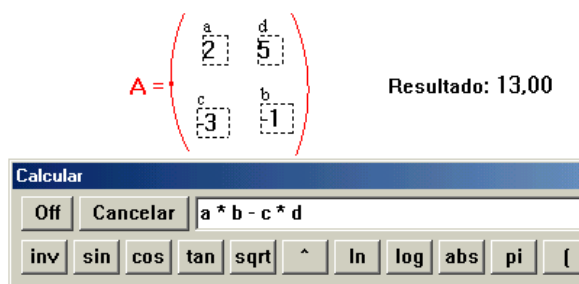 a d
2 5
A = Resultado: 13,00
c b
-3 -1
Calcular
Off Cancelar a * b - c * d
inv sin cos tan sqrt ^ ln log abs pi (